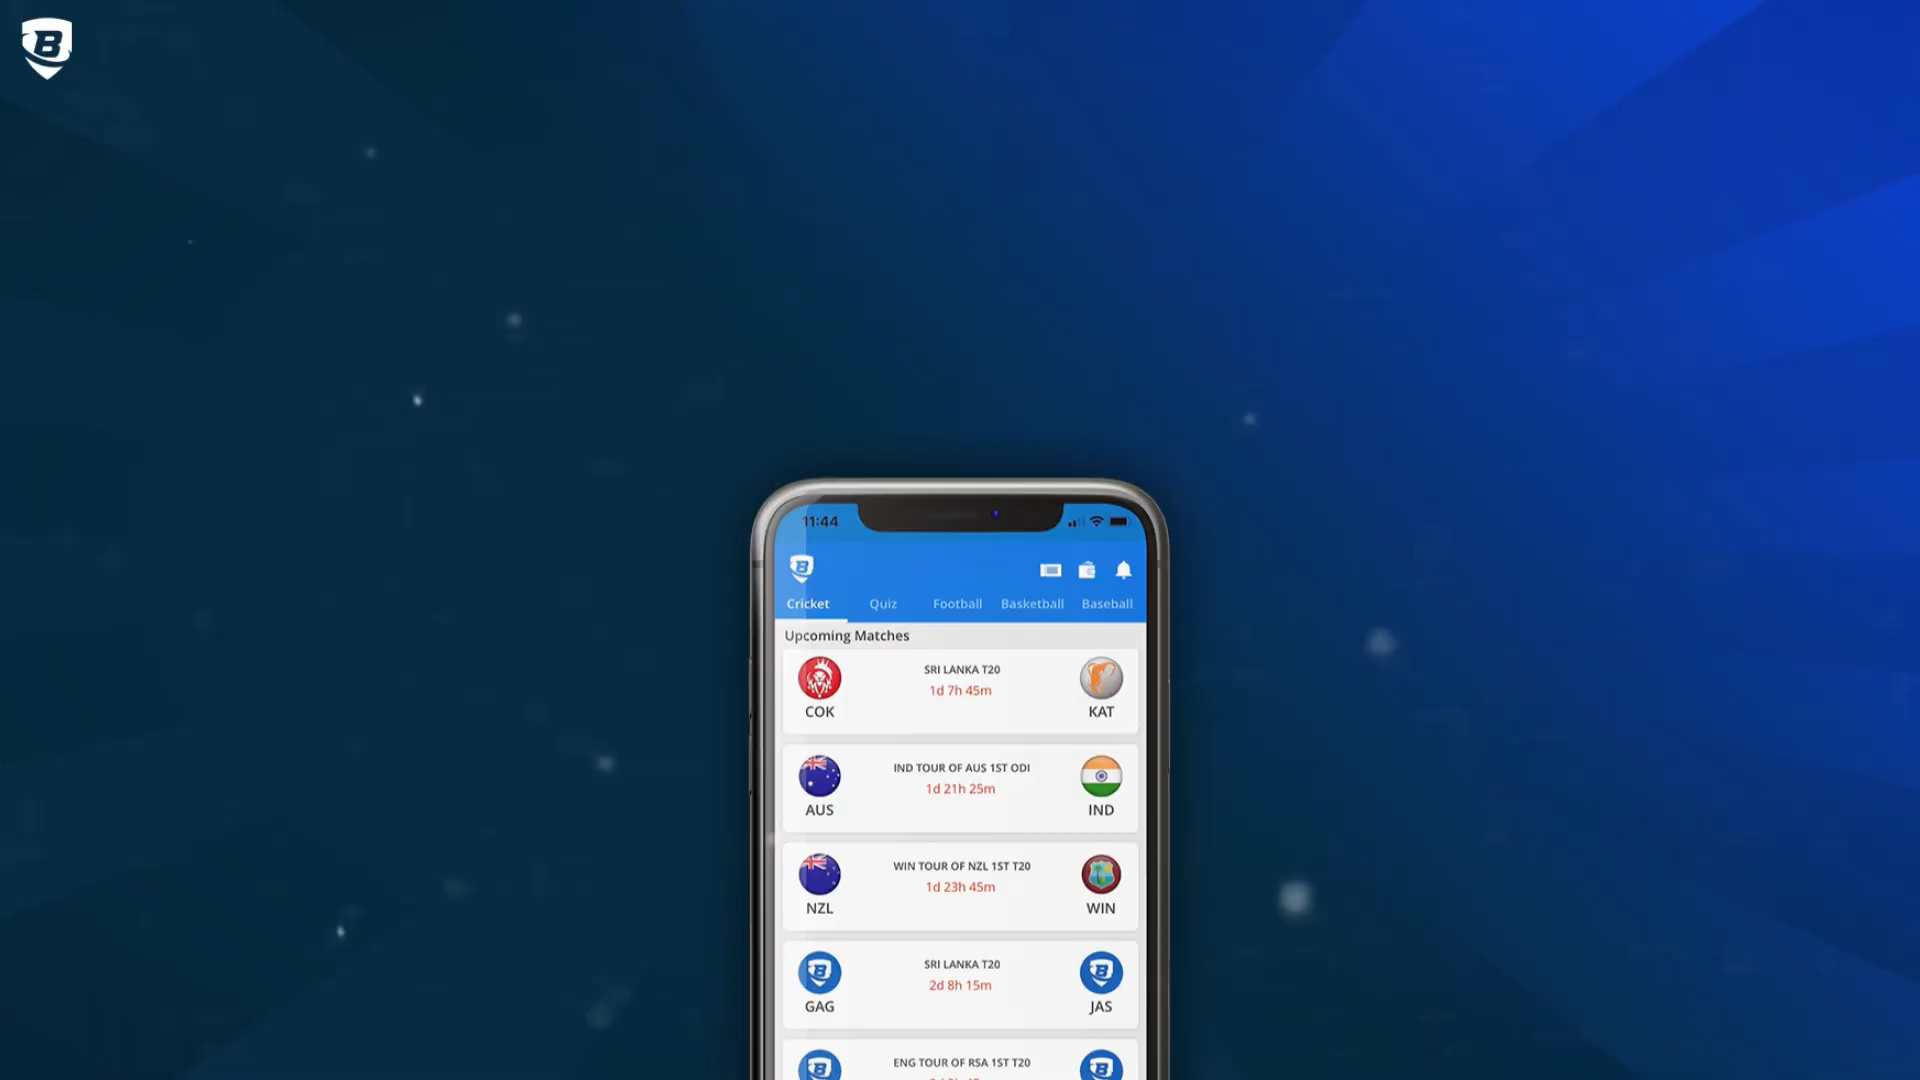 B
11:44
B
Cricket Quiz Football Basketball Baseball
Upcoming Matches
SRI LANKA T20
1d 7h 45m
COK KAT
IND TOUR OF AUS 1ST ODI
1d 21h 25m
AUS IND
WIN TOUR OF NZL 1ST T20
1d 23h 45m
NZL WIN
SRI LANKA T20
B 2d 8h 15m B
GAG JAS
ENG TOUR OF RSA 1ST T20
B B